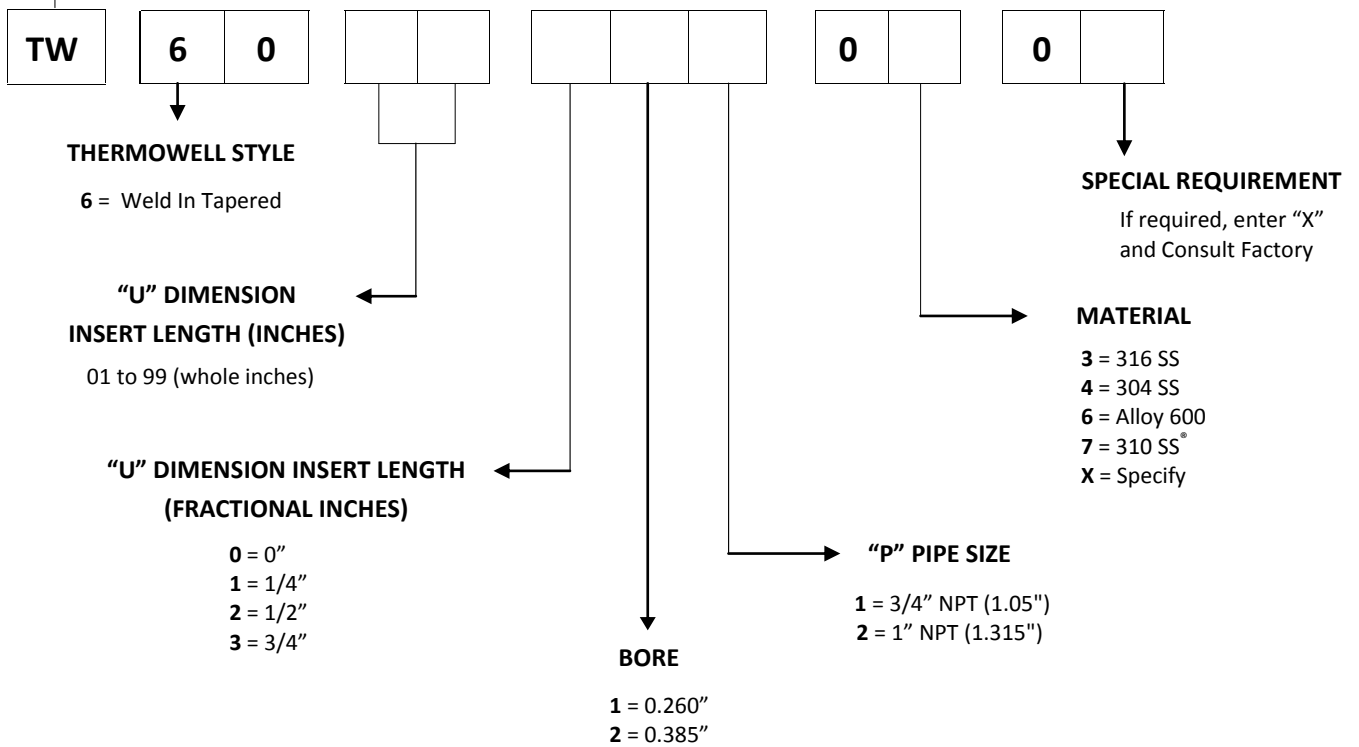 TW 6 0 0 0
THERMOWELL STYLE
6 = Weld In Tapered
“U” DIMENSION
INSERT LENGTH (INCHES)
01 to 99 (whole inches)
“U” DIMENSION INSERT LENGTH
(FRACTIONAL INCHES)
0 = 0”
1 = 1/4”
2 = 1/2”
3 = 3/4”
BORE
1 = 0.260”
2 = 0.385”
“P” PIPE SIZE
1 = 3/4” NPT (1.05")
2 = 1” NPT (1.315")
MATERIAL
3 = 316 SS
4 = 304 SS
6 = Alloy 600
7 = 310 SS®
X = Specify
SPECIAL REQUIREMENT
If required, enter “X”
and Consult Factory